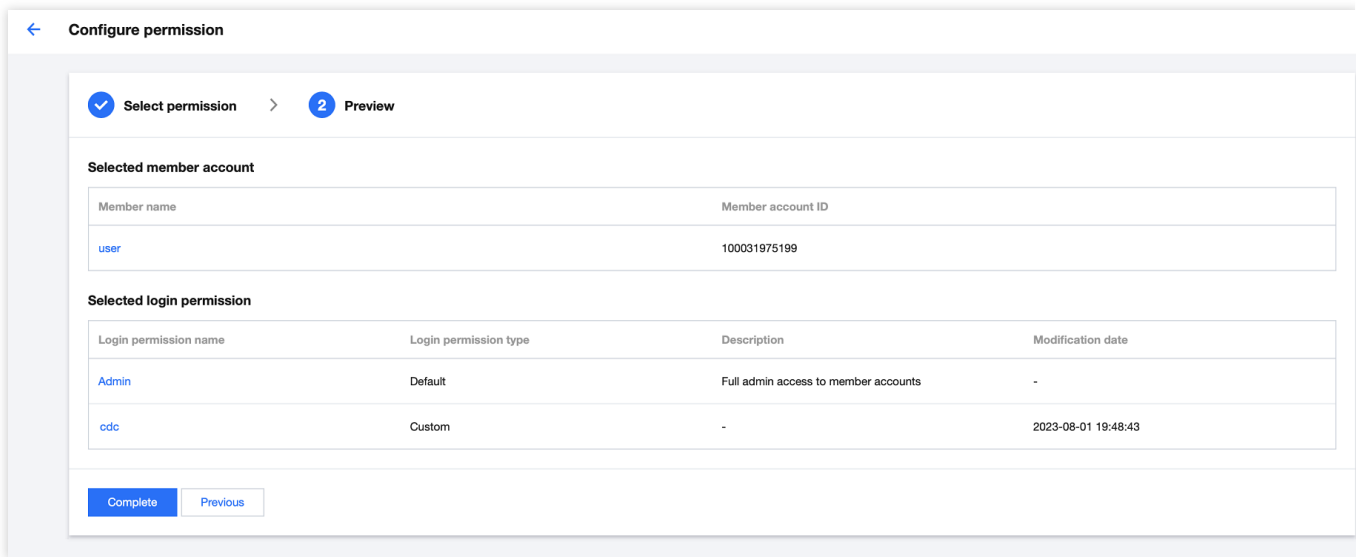 Configure permission
Select permission 2 Preview
Selected member account
Member name Member account ID
user 100031975199
Selected login permission
Login permission name Login permission type Description Modification date
Admin Default Full admin access to member accounts -
cdc Custom - 2023-08-01 19:48:43
Complete Previous